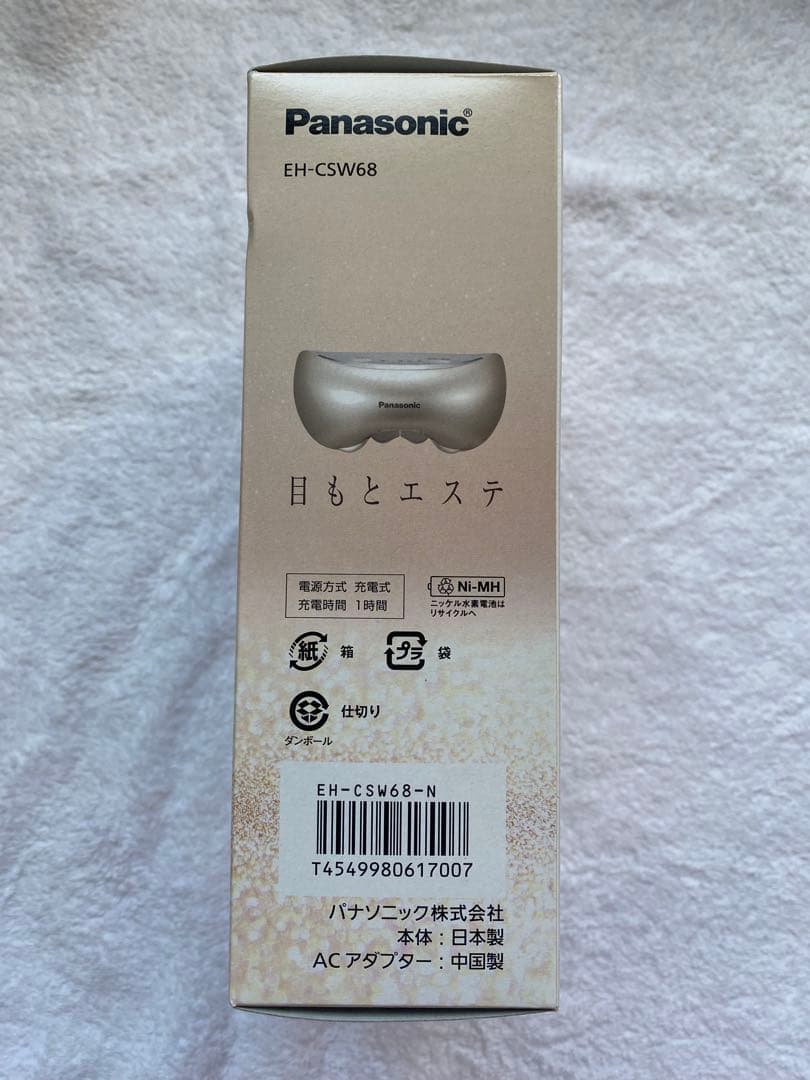 Panasonic®
EH-CSW68
Panasonic
目もとエステ
電源方式 充電式
充電時間 1時間
Ni-MH
ニッケル水素電池は
リサイクルへ
紙 箱
プラ 袋
仕切り
ダンボール
EH-CSW68-N
T4549980617007
パナソニック株式会社
本体:日本製
ACアダプター:中国製